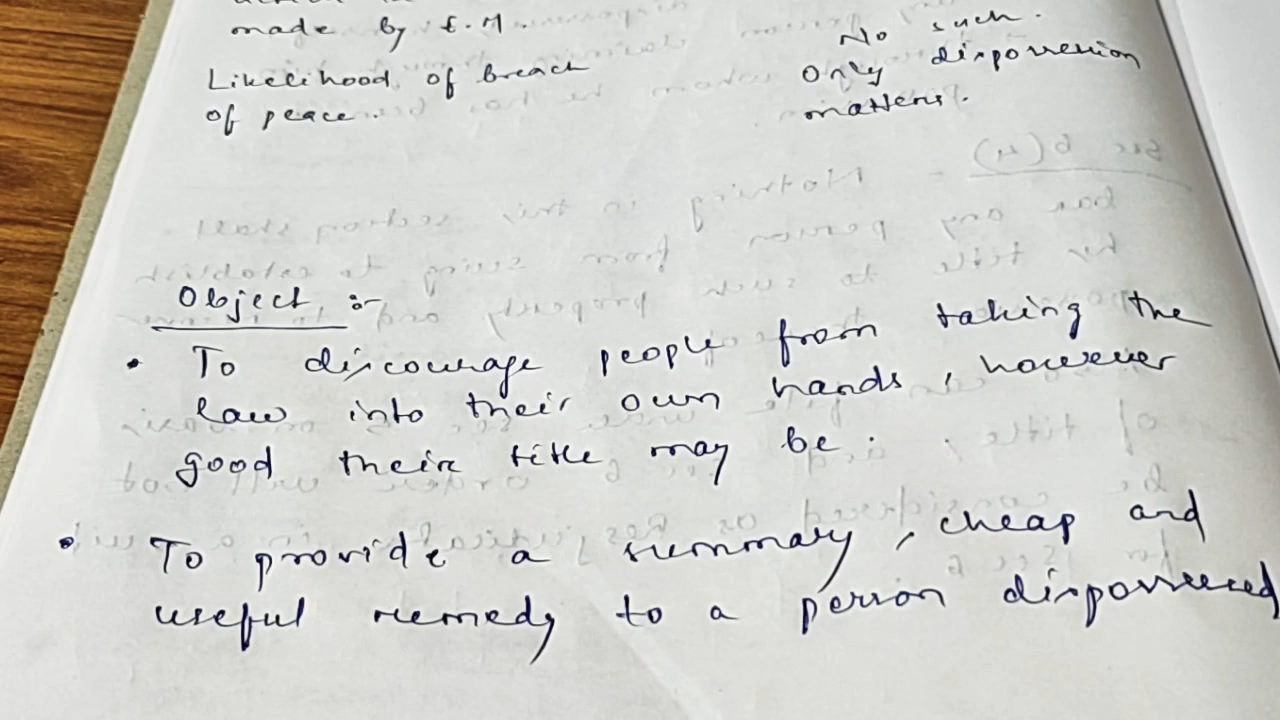 made by E.M.
Likelihood of breach
of peace.
No such.
Only dispossession
matters.
Object :-
• To discourage people from taking the
law into their own hands, however
good their title may be.
• To provide a summary, cheap and
useful remedy to a person dispossessed